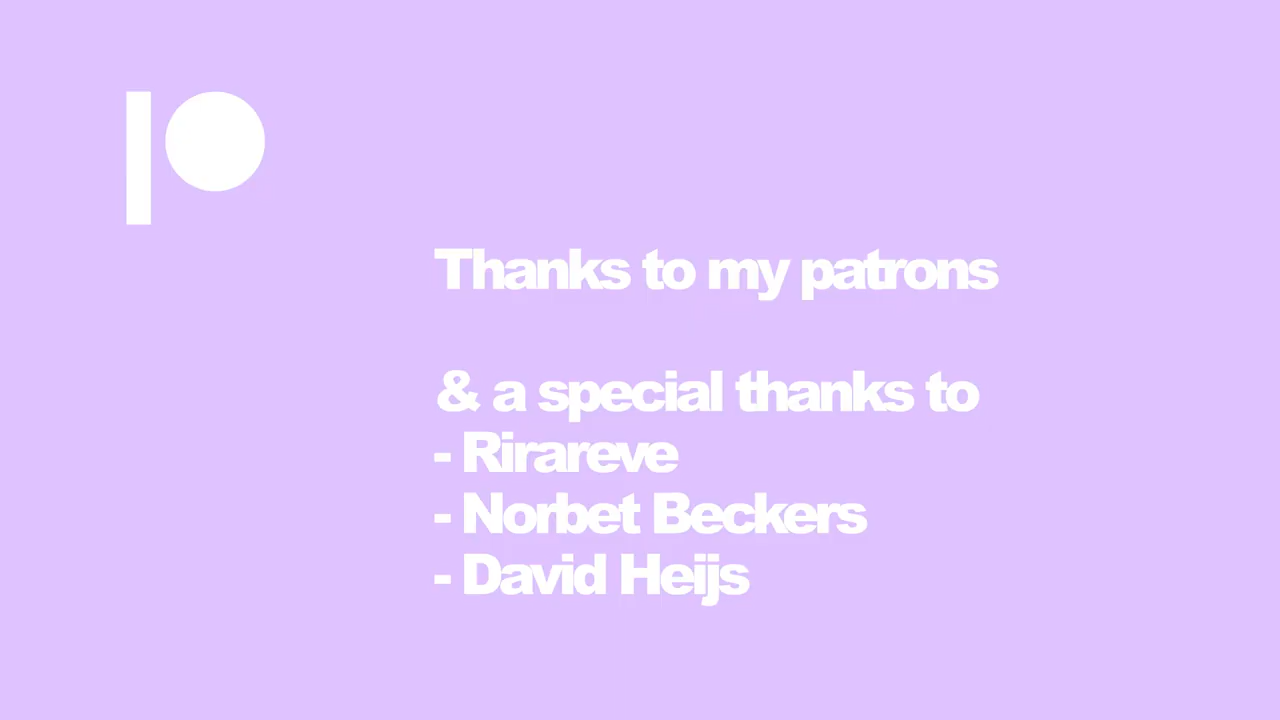 Thanks to my patrons
& a special thanks to
- Rirareve
- Norbet Beckers
- David Heijs